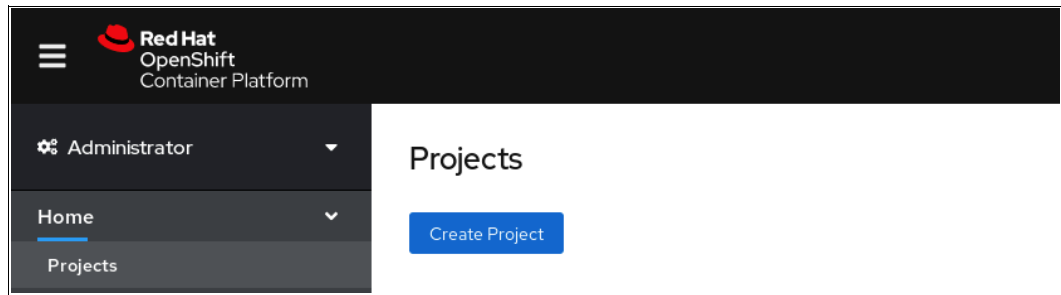 Red Hat
OpenShift
Container Platform
Administrator
Projects
Home
Create Project
Projects